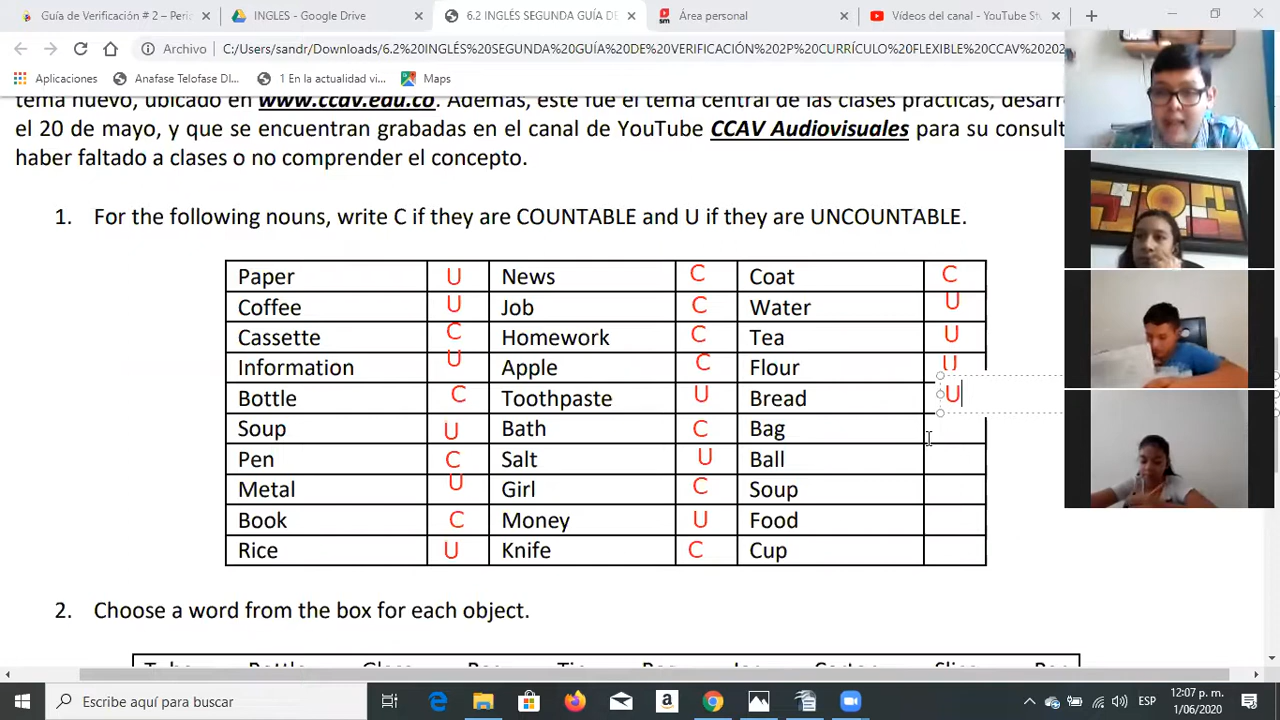 Guía de Verificación # 2 – Peri
INGLES - Google Drive
6.2 INGLÉS SEGUNDA GUÍA DE
Área personal
Vídeos del canal - YouTube Stu
Archivo
C:/Users/sandr/Downloads/6.2%20INGLÉS%20SEGUNDA%20GUÍA%20DE%20VERIFICACIÓN%202P%20CURRÍCULO%20FLEXIBLE%20CCAV%202
Aplicaciones
Anafase Telofase DI...
1 En la actualidad vi...
Maps
tema nuevo, ubicado en www.ccav.edu.co. Además, este fue el tema central de las clases prácticas, desarr
el 20 de mayo, y que se encuentran grabadas en el canal de YouTube CCAV Audiovisuales para su consult
haber faltado a clases o no comprender el concepto.
1. For the following nouns, write C if they are COUNTABLE and U if they are UNCOUNTABLE.
Paper U News C Coat C
Coffee U Job C Water U
Cassette C Homework C Tea U
Information U Apple C Flour U
Bottle C Toothpaste U Bread U
Soup U Bath C Bag
Pen C Salt U Ball
Metal U Girl C Soup
Book C Money U Food
Rice U Knife C Cup
2. Choose a word from the box for each object.
Escribe aquí para buscar
ESP
12:07 p. m.
1/06/2020